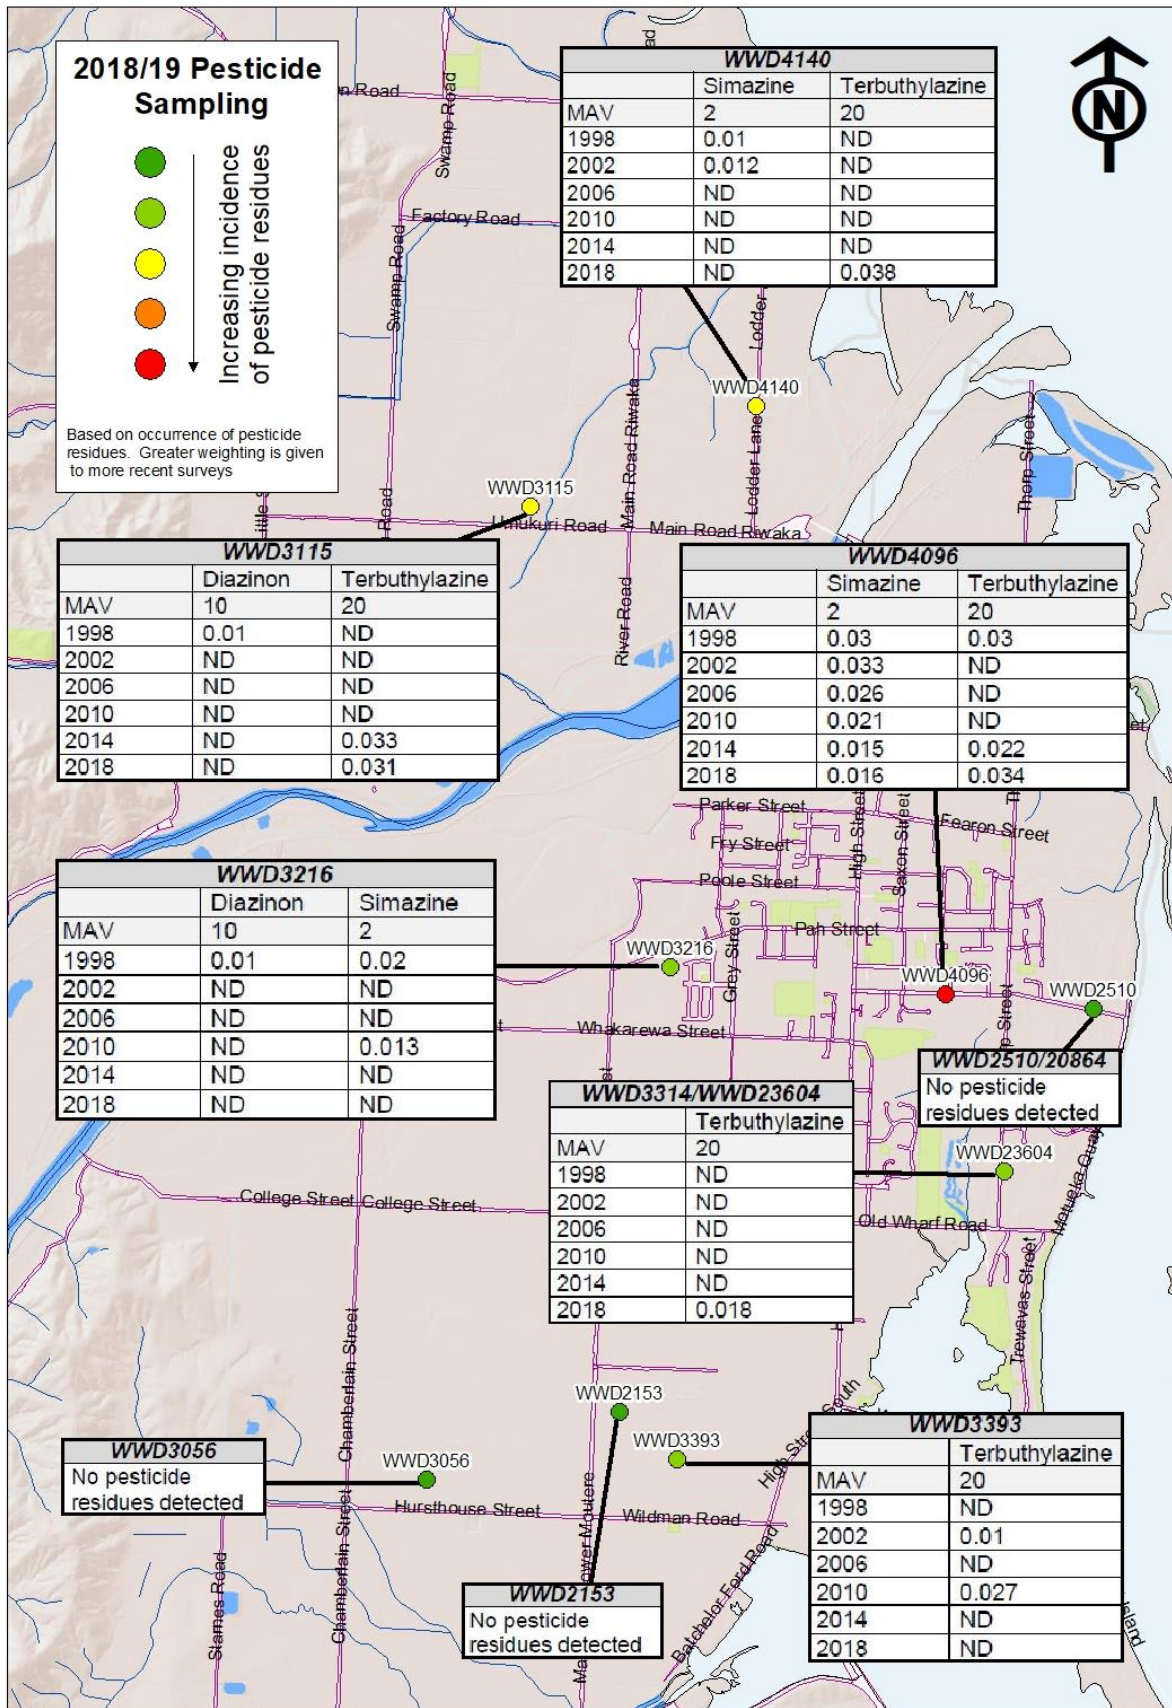 2018/19 Pesticide
Sampling
Increasing incidence
of pesticide residues
Based on occurrence of pesticide
residues. Greater weighting is given
to more recent surveys
N
Swamp Road
Factory Road
Swamp Road
WWD4140
Simazine Terbuthylazine
MAV 2 20
1998 0.01 ND
2002 0.012 ND
2006 ND ND
2010 ND ND
2014 ND ND
2018 ND 0.038
Lodder
WWD4140
Lodder Lane
Main Road Riwaka
Thorp Street
WWD3115
Road
Umukuri Road
Main Road Riwaka
WWD3115
Diazinon Terbuthylazine
MAV 10 20
1998 0.01 ND
2002 ND ND
2006 ND ND
2010 ND ND
2014 ND 0.033
2018 ND 0.031
River Road
WWD4096
Simazine Terbuthylazine
MAV 2 20
1998 0.03 0.03
2002 0.033 ND
2006 0.026 ND
2010 0.021 ND
2014 0.015 0.022
2018 0.016 0.034
Parker Street
Fearon Street
Fry Street
High Street
Saxon Street
Poole Street
Pah Street
Grey Street
WWD3216
Diazinon Simazine
MAV 10 2
1998 0.01 0.02
2002 ND ND
2006 ND ND
2010 ND 0.013
2014 ND ND
2018 ND ND
WWD3216
WWD4096
WWD2510
Whakarewa Street
WWD2510/20864
No pesticide
residues detected
WWD3314/WWD23604
Terbuthylazine
MAV 20
1998 ND
2002 ND
2006 ND
2010 ND
2014 ND
2018 0.018
WWD23604
Motueka Quay
College Street College Street
Old Wharf Road
Trewavas Street
Chamberlain Street
WWD2153
WWD3393
WWD3056
High Street South
WWD3056
No pesticide
residues detected
Hursthouse Street
Wildman Road
Chamberlain Street
Stames Road
Batchelor Ford Road
WWD2153
No pesticide
residues detected
WWD3393
Terbuthylazine
MAV 20
1998 ND
2002 0.01
2006 ND
2010 0.027
2014 ND
2018 ND
Island